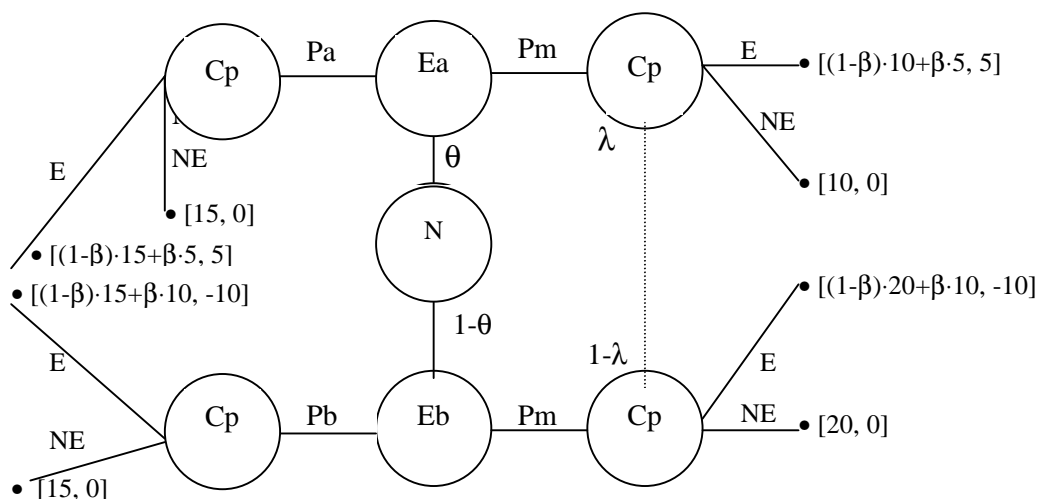 Cp Pa Ea Pm Cp E • [(1-β)·10+β·5, 5]
E NE θ λ NE
• [10, 0]
• [15, 0]
N
• [(1-β)·15+β·5, 5]
• [(1-β)·15+β·10, -10] • [(1-β)·20+β·10, -10]
1-θ
E 1-λ E
Cp Pb Eb Pm Cp NE • [20, 0]
NE
• [15, 0]